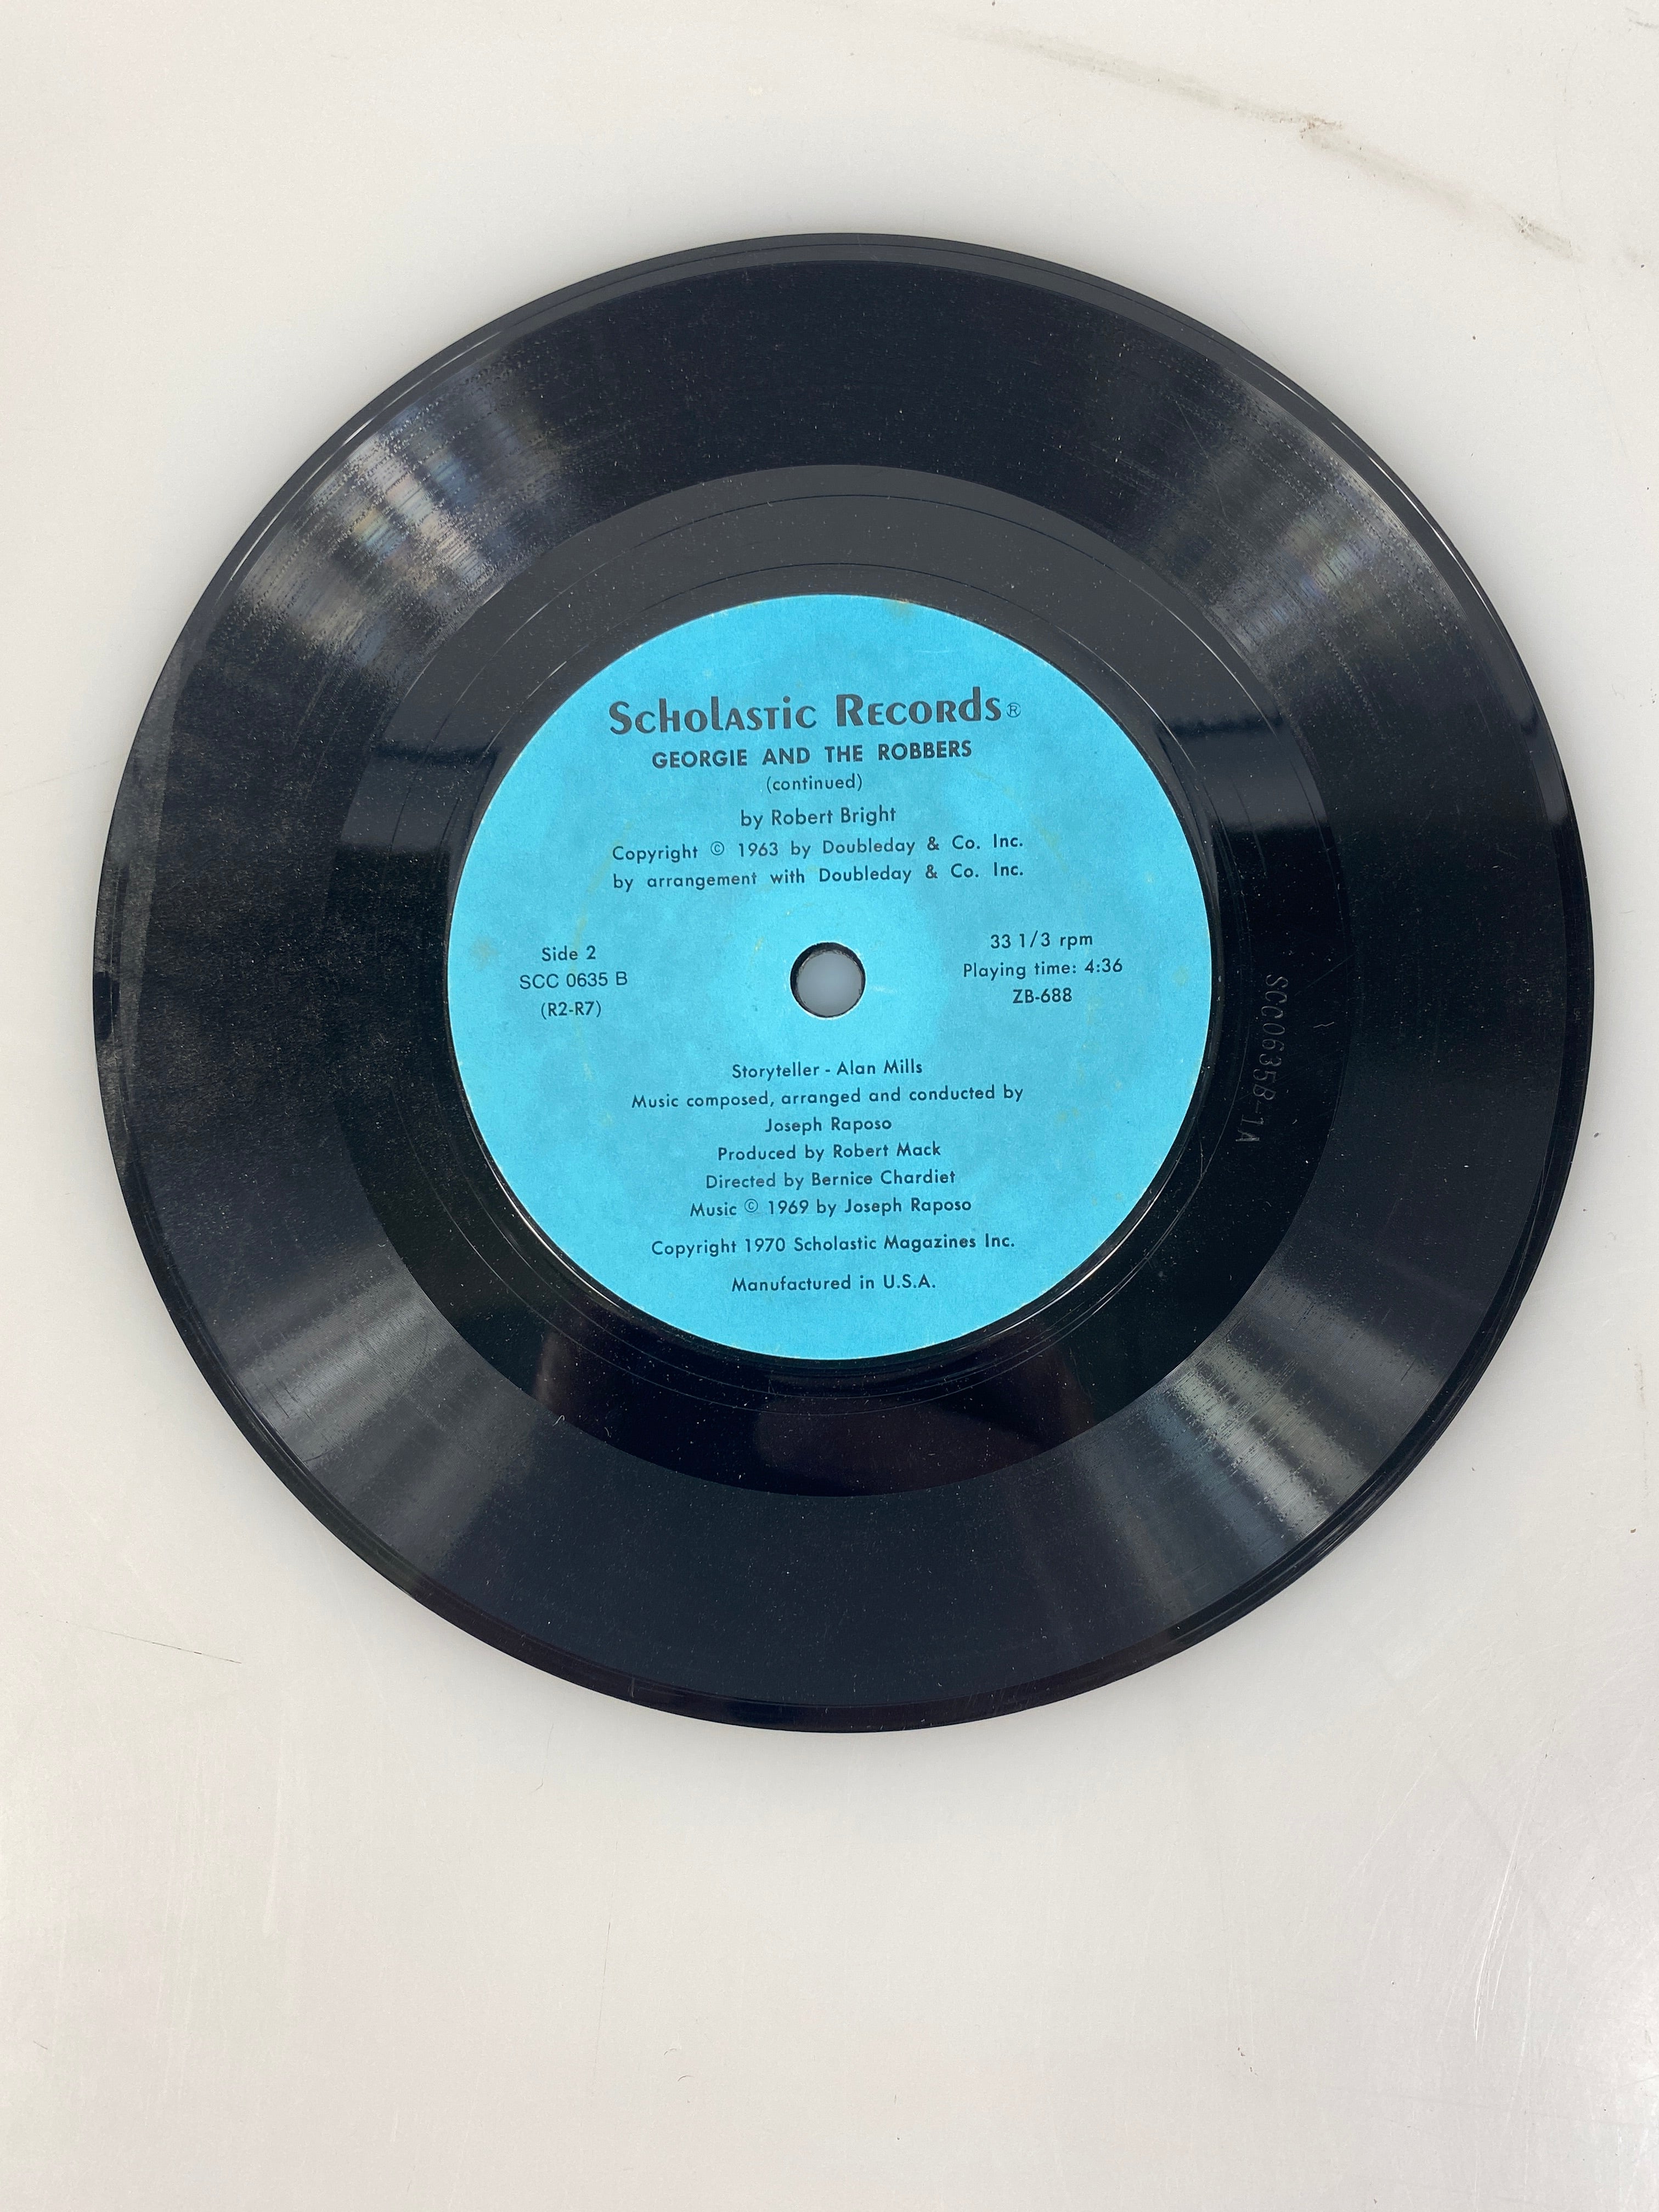 Scholastic Records®
GEORGIE AND THE ROBBERS
(continued)
by Robert Bright
Copyright © 1963 by Doubleday & Co. Inc.
by arrangement with Doubleday & Co. Inc.
Side 2
SCC 0635 B
(R2-R7)
33 1/3 rpm
Playing time: 4:36
ZB-688
Storyteller - Alan Mills
Music composed, arranged and conducted by
Joseph Raposo
Produced by Robert Mack
Directed by Bernice Chardiet
Music © 1969 by Joseph Raposo
Copyright 1970 Scholastic Magazines Inc.
Manufactured in U.S.A.
SCC0635B-1A